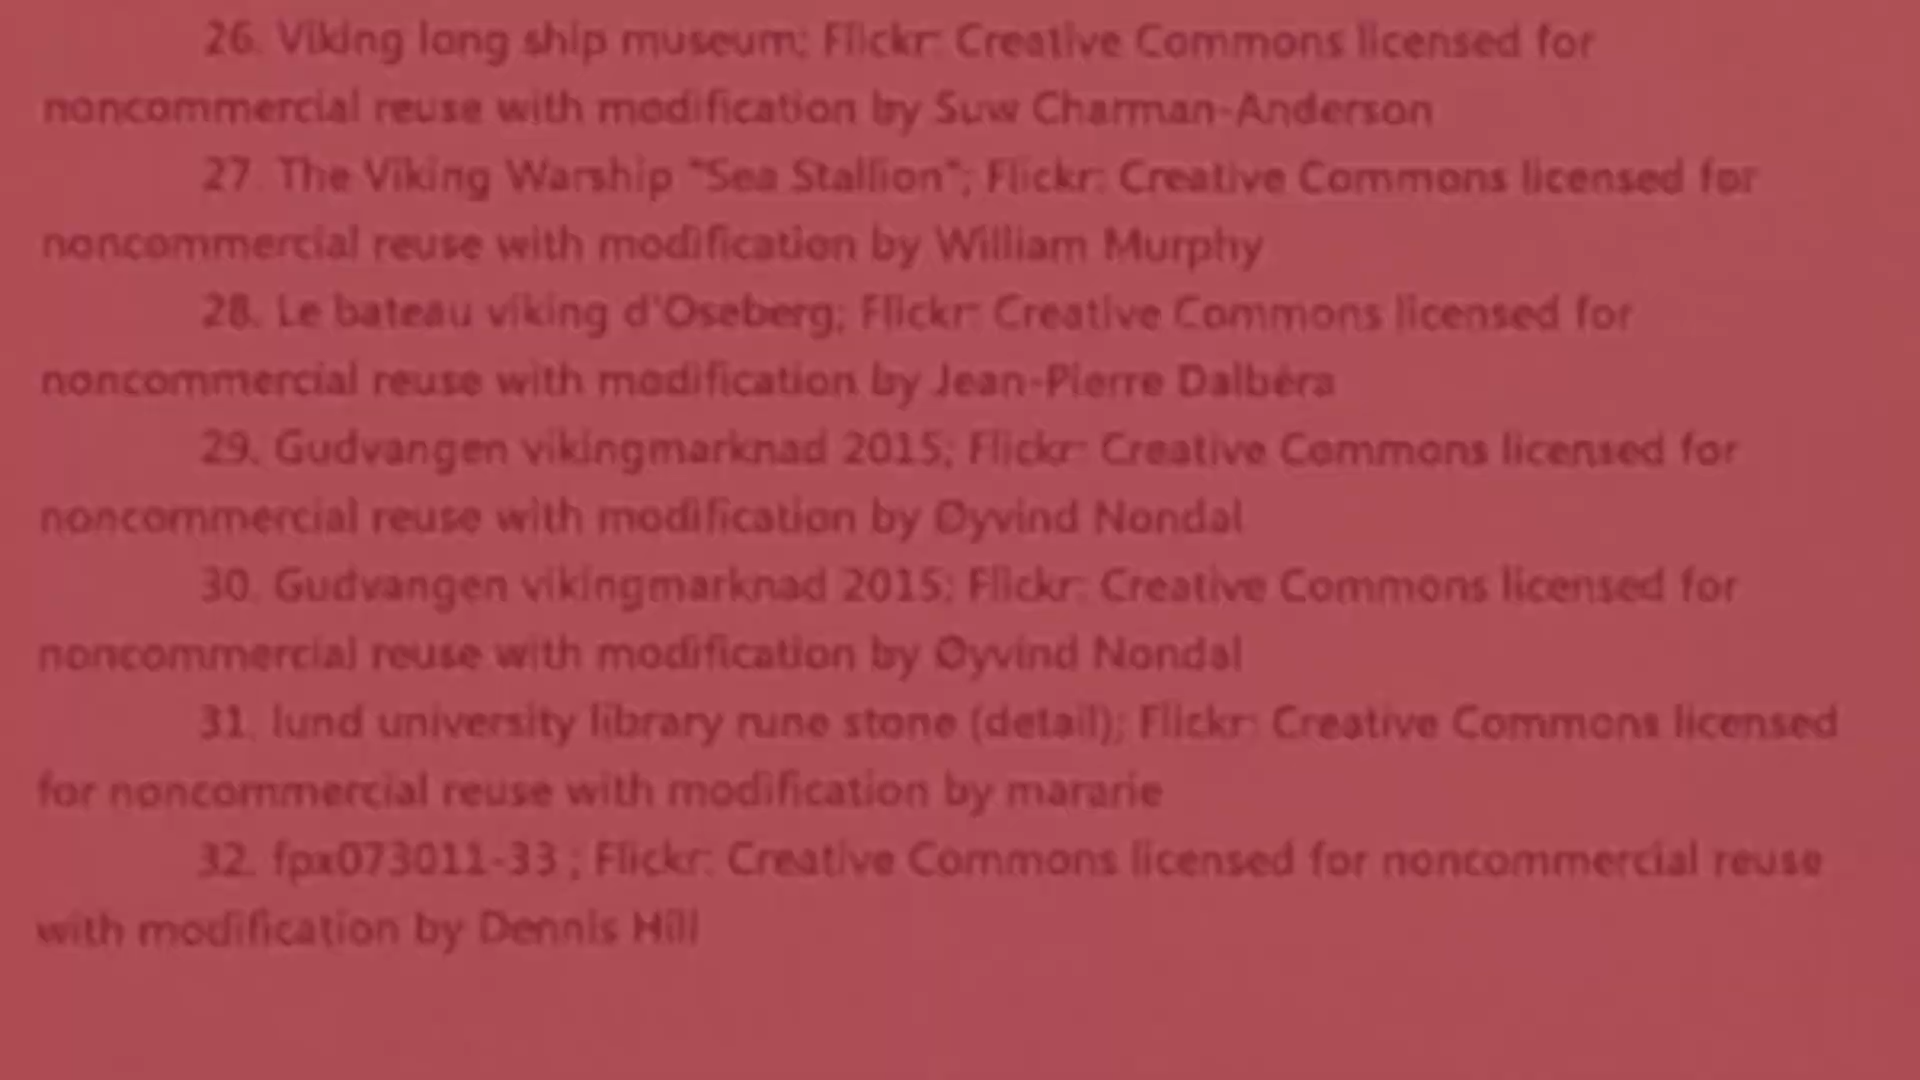 26. Viking long ship museum; Flickr: Creative Commons licensed for
noncommercial reuse with modification by Suw Charman-Anderson
27. The Viking Warship "Sea Stallion"; Flickr: Creative Commons licensed for
noncommercial reuse with modification by William Murphy
28. Le bateau viking d'Oseberg; Flickr: Creative Commons licensed for
noncommercial reuse with modification by Jean-Pierre Dalbéra
29. Gudvangen vikingmarknad 2015; Flickr: Creative Commons licensed for
noncommercial reuse with modification by Øyvind Nondal
30. Gudvangen vikingmarknad 2015; Flickr: Creative Commons licensed for
noncommercial reuse with modification by Øyvind Nondal
31. lund university library rune stone (detail); Flickr: Creative Commons licensed
for noncommercial reuse with modification by mararie
32. fpx073011-33 ; Flickr: Creative Commons licensed for noncommercial reuse
with modification by Dennis Hill